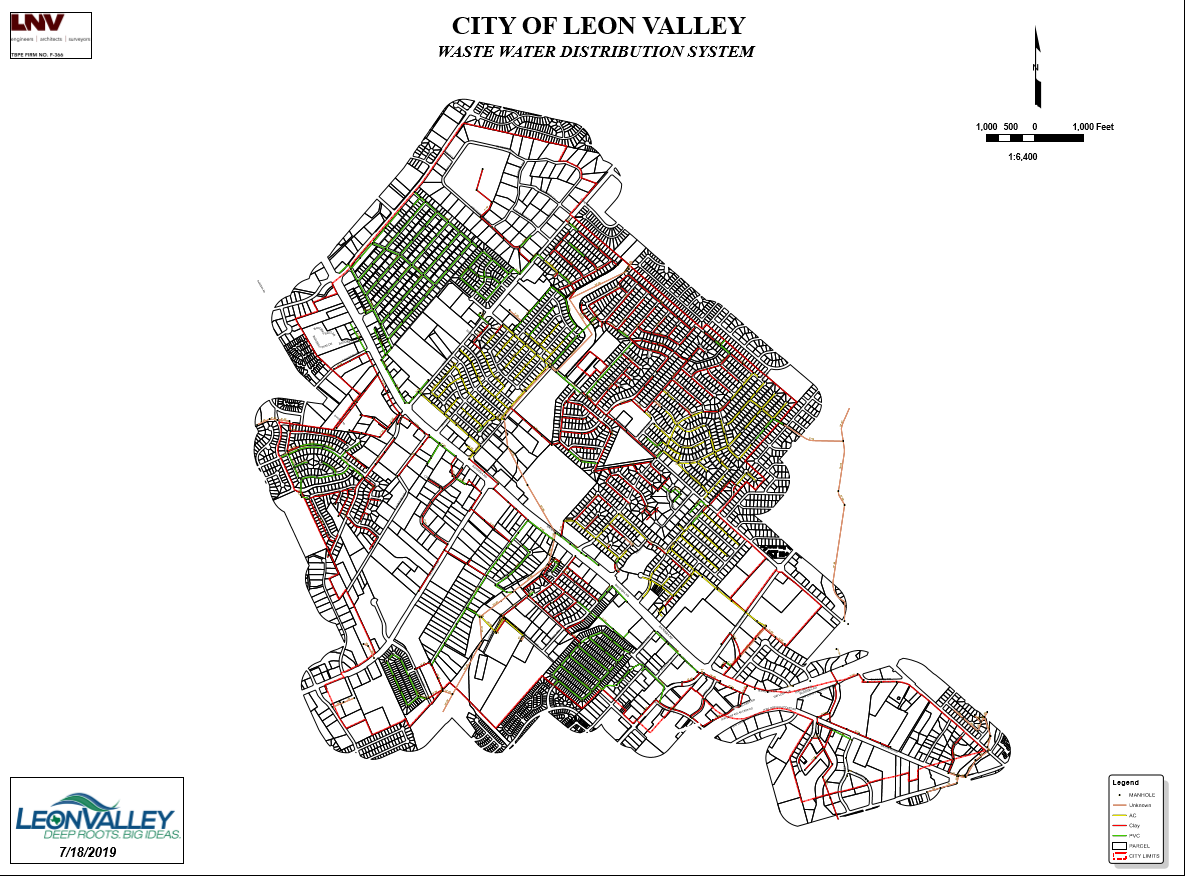 LNV
engineers | architects | surveyors
TBPE FIRM NO. F-366
CITY OF LEON VALLEY
WASTE WATER DISTRIBUTION SYSTEM
N
1,000 500 0 1,000 Feet
1:6,400
LEONVALLEY
DEEP ROOTS. BIG IDEAS.
7/18/2019
Legend
MANHOLE
Unknown
AC
Clay
PVC
PARCEL
CITY LIMITS